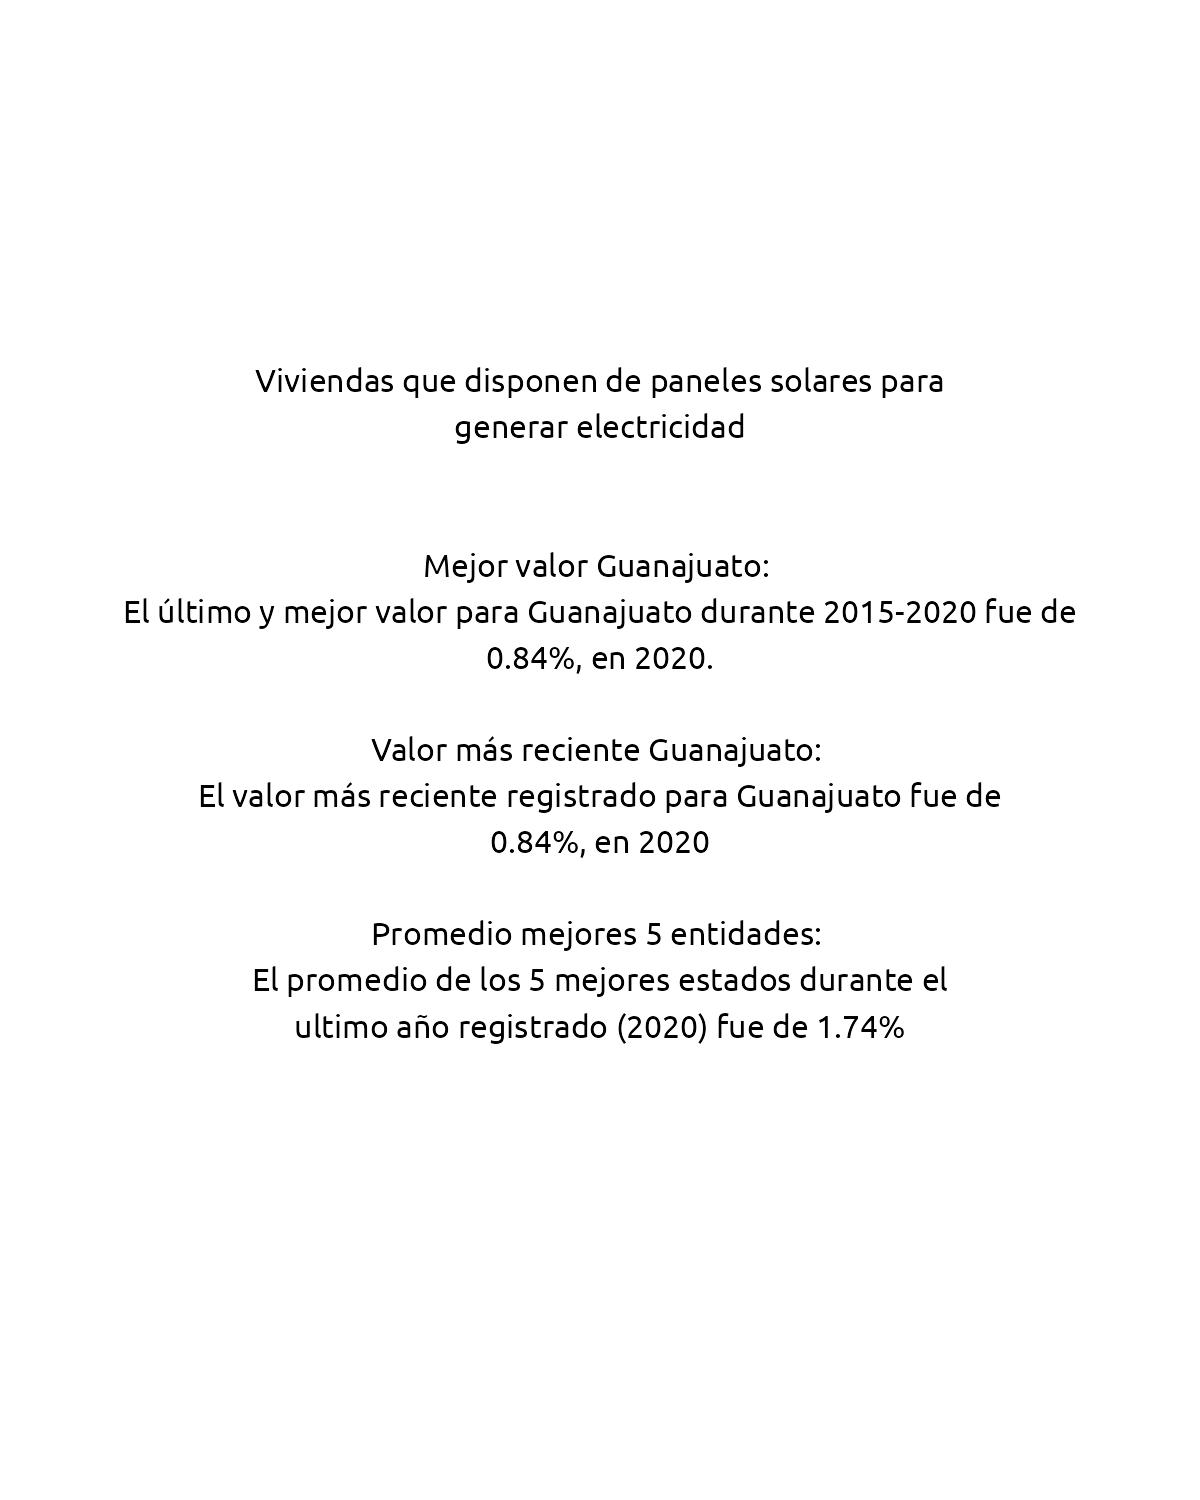 Viviendas que disponen de paneles solares para
generar electricidad
Mejor valor Guanajuato:
El último y mejor valor para Guanajuato durante 2015-2020 fue de
0.84%, en 2020.
Valor más reciente Guanajuato:
El valor más reciente registrado para Guanajuato fue de
0.84%, en 2020
Promedio mejores 5 entidades:
El promedio de los 5 mejores estados durante el
ultimo año registrado (2020) fue de 1.74%